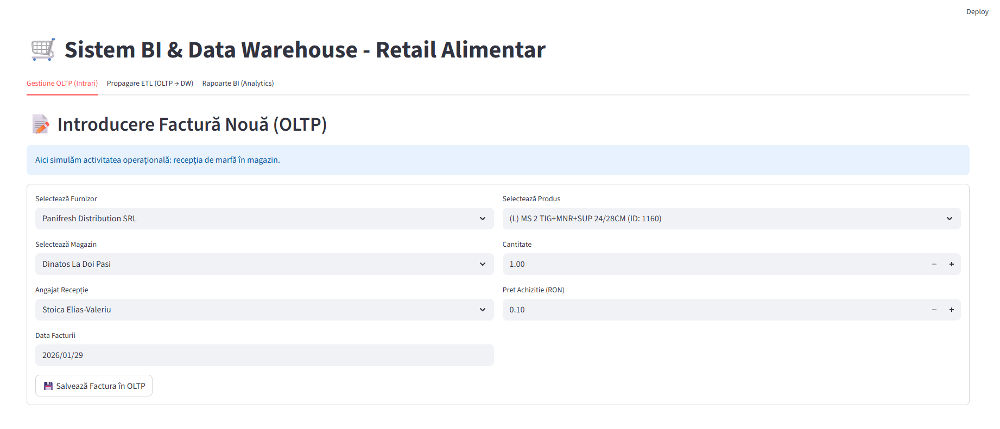 Deploy
Sistem BI & Data Warehouse - Retail Alimentar
Gestiune OLTP (Intrari) Propagare ETL (OLTP → DW) Rapoarte BI (Analytics)
Introducere Factură Nouă (OLTP)
Aici simulăm activitatea operațională: recepția de marfă în magazin.
Selectează Furnizor
Panifresh Distribution SRL
Selectează Magazin
Dinatos La Doi Pasi
Angajat Recepție
Stoica Elias-Valeriu
Data Facturii
2026/01/29
Selectează Produs
(L) MS 2 TIG+MNR+SUP 24/28CM (ID: 1160)
Cantitate
1.00
Pret Achizitie (RON)
0.10
Salvează Factura în OLTP